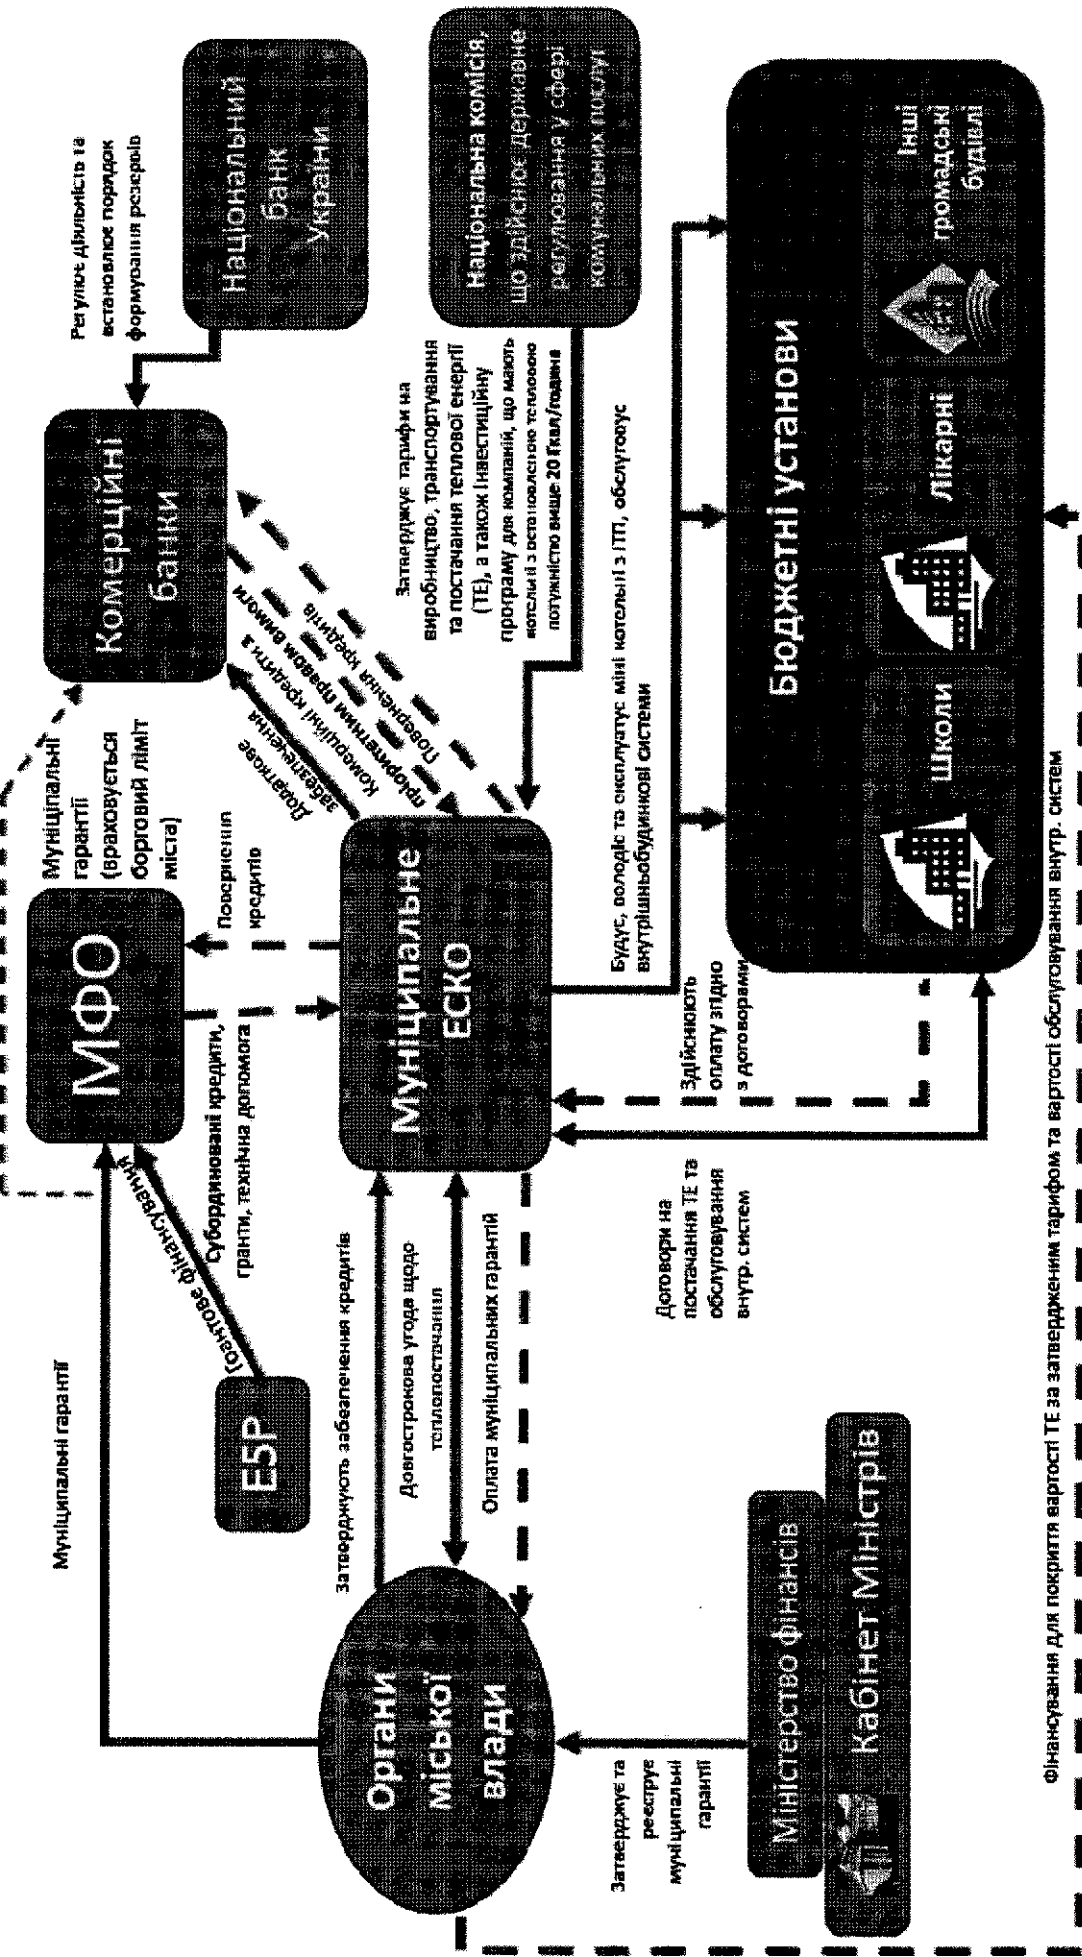 Муніципальні гарантії
МФО
Муніципальні
гарантії
(враховується
борговий ліміт
міста)
Комерційні
банки
Регулює діяльність та
встановлює порядок
формування резервів
Національний
банк
України
Е5Р
Грантове фінансування
Субординовані кредити,
гранти, технічна допомога
Повернення
кредитів
Додаткове
забезпечення
Комерційні кредити з
пріоритетним правом вимоги
Повернення кредитів
Затверджує тарифи на
виробництво, транспортування
та постачання теплової енергії
(ТЕ), а також інвестиційну
програму для компаній, що мають
котельні з встановленою тепловою
потужністю вище 20 Гкал/година
Національна комісія,
що здійснює державне
регулювання у сфері
комунальних послуг
Органи
міської
влади
Затверджують забезпечення кредитів
Довгострокова угода щодо
теплопостачання
Оплата муніципальних гарантій
Муніципальне
ЕСКО
Будує, володіє та експлуатує міні котельні з ІТП, обслуговує
внутрішньобудинкові системи
Затверджує та
реєструє
муніципальні
гарантії
Міністерство фінансів
Кабінет Міністрів
Договори на
постачання ТЕ та
обслуговування
внутр. систем
Здійснюють
оплату згідно
з договорами
Бюджетні установи
Школи
Лікарні
Інші
громадські
будівлі
Фінансування для покриття вартості ТЕ за затвердженим тарифом та вартості обслуговування внутр. систем